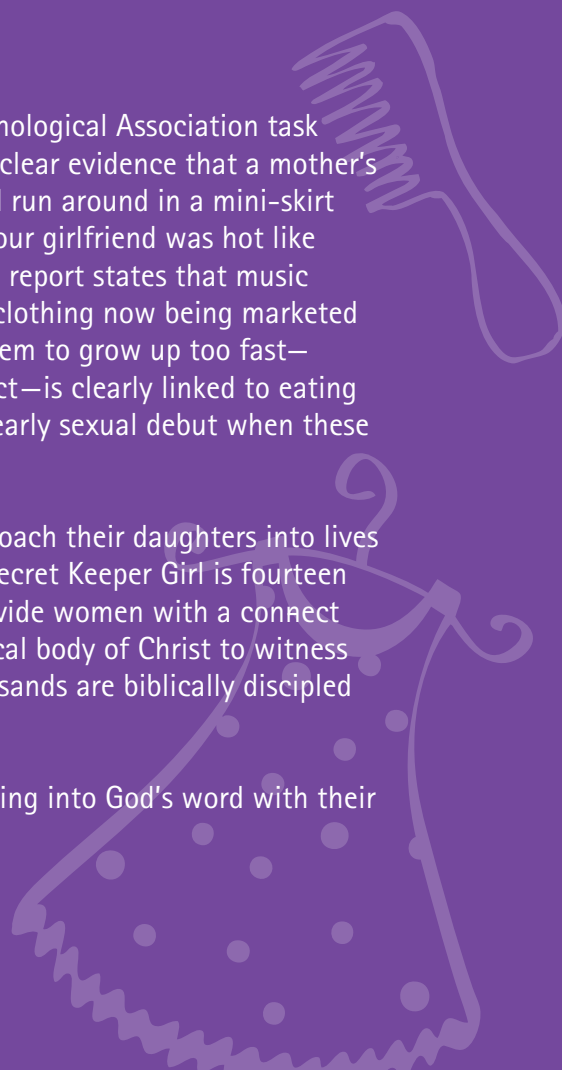 nological Association task
clear evidence that a mother's
l run around in a mini-skirt
our girlfriend was hot like
report states that music
clothing now being marketed
em to grow up too fast—
ct—is clearly linked to eating
early sexual debut when these
oach their daughters into lives
ecret Keeper Girl is fourteen
vide women with a connect
cal body of Christ to witness
sands are biblically discipled
ing into God's word with their